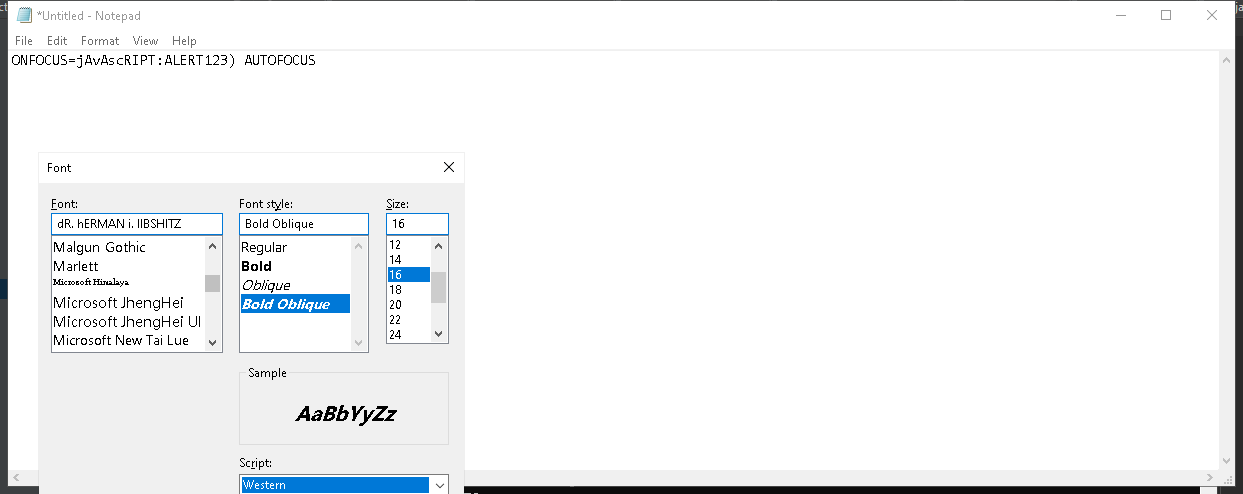 *Untitled - Notepad
File Edit Format View Help
ONFOCUS=jAvAscRIPT:ALERT123) AUTOFOCUS
Font
Font: Font style: Size:
dR. hERMAN i. lIBSHITZ Bold Oblique 16
Malgun Gothic Regular 12
Marlett Bold 14
Microsoft Himalaya Oblique 16
Microsoft JhengHei Bold Oblique 18
Microsoft JhengHei UI 20
Microsoft New Tai Lue 22
24
Sample
AaBbYyZz
Script:
Western